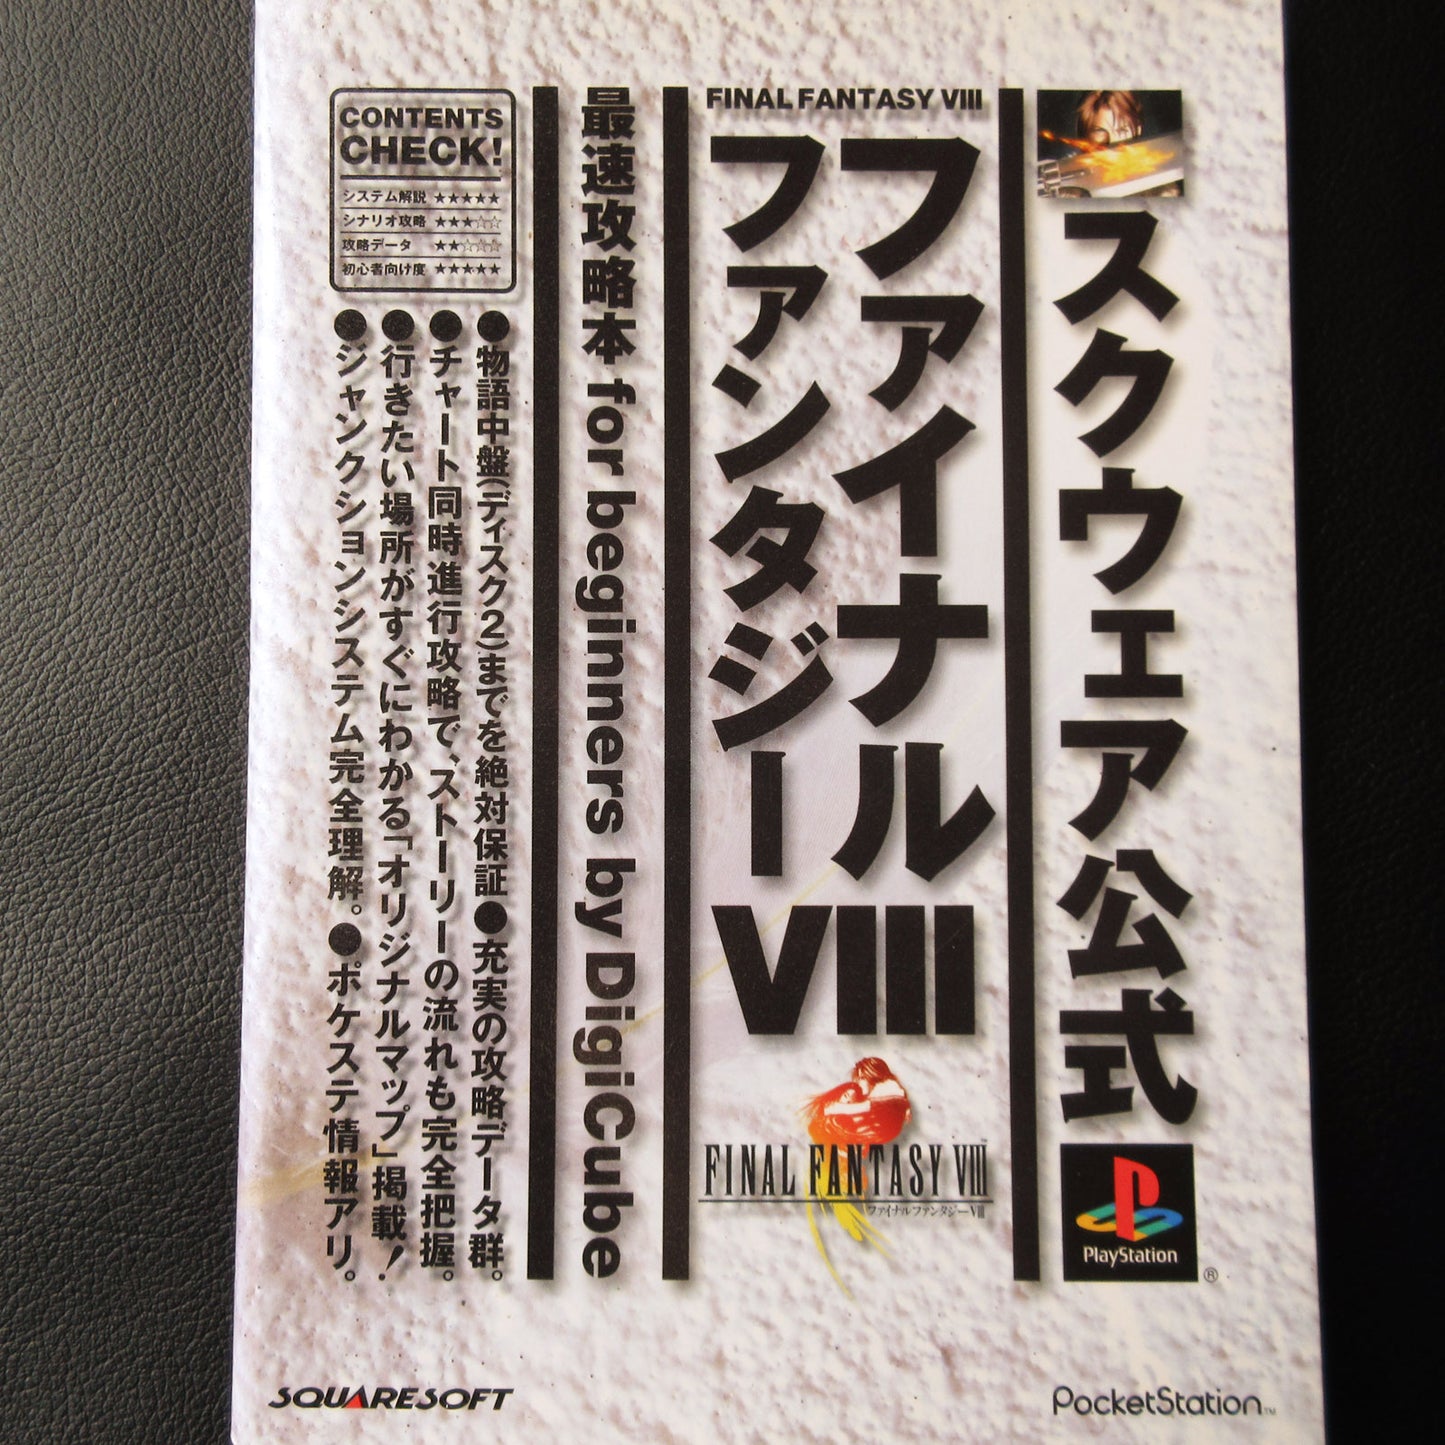 スクウェア公式
PlayStation
®
FINAL FANTASY VIII
ファイナル
ファンタジー
VIII
FINAL FANTASY VIII™
ファイナルファンタジーVIII
最速攻略本 for beginners by DigiCube
CONTENTS
CHECK!
システム解説 ★★★★★
シナリオ攻略 ★★★☆☆
攻略データ ★★☆☆☆
初心者向け度 ★★★★★
●物語中盤(ディスク2)までを絶対保証●充実の攻略データ群。
●チャート同時進行攻略で、ストーリーの流れも完全把握。
●行きたい場所がすぐにわかる「オリジナルマップ」掲載!
●ジャンクションシステム完全理解。●ポケステ情報アリ。
SQUARESOFT
PocketStation™